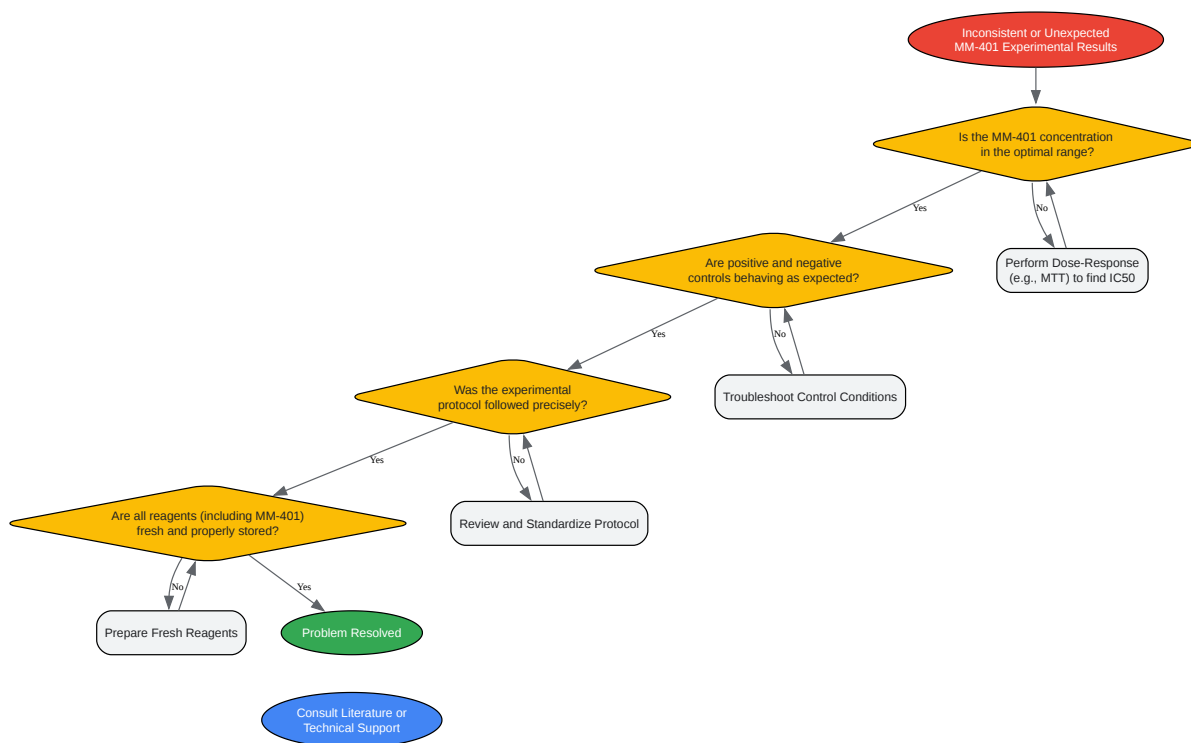 Inconsistent or Unexpected
MM-401 Experimental Results
Is the MM-401 concentration
in the optimal range?
Yes
No
Perform Dose-Response
(e.g., MTT) to find IC50
Are positive and negative
controls behaving as expected?
Yes
No
Troubleshoot Control Conditions
Was the experimental
protocol followed precisely?
Yes
No
Review and Standardize Protocol
Are all reagents (including MM-401)
fresh and properly stored?
No
Yes
Prepare Fresh Reagents
Problem Resolved
Consult Literature or
Technical Support